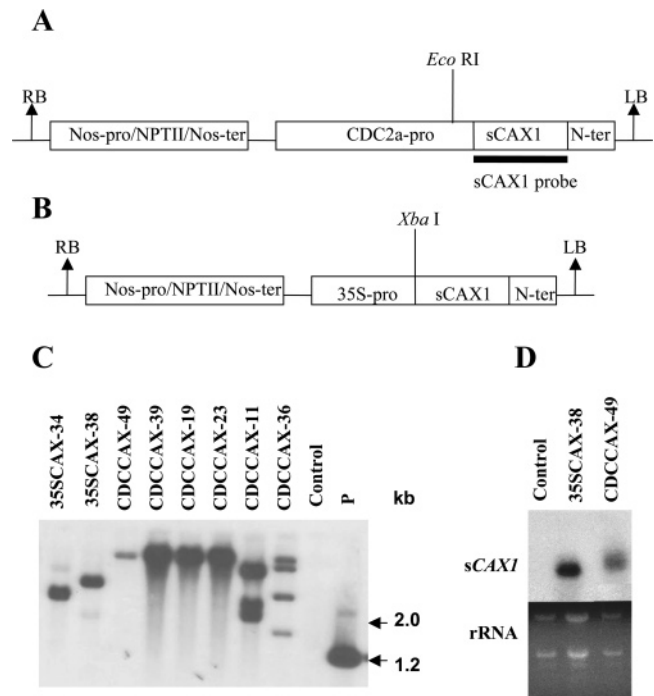 A
Eco RI
RB
LB
Nos-pro/NPTII/Nos-ter
CDC2a-pro
sCAX1
N-ter
sCAX1 probe
B
Xba I
RB
LB
Nos-pro/NPTII/Nos-ter
35S-pro
sCAX1
N-ter
C
35SCAX-34
35SCAX-38
CDCCAX-49
CDCCAX-39
CDCCAX-19
CDCCAX-23
CDCCAX-11
CDCCAX-36
Control
P
kb
2.0
1.2
D
Control
35SCAX-38
CDCCAX-49
sCAX1
rRNA